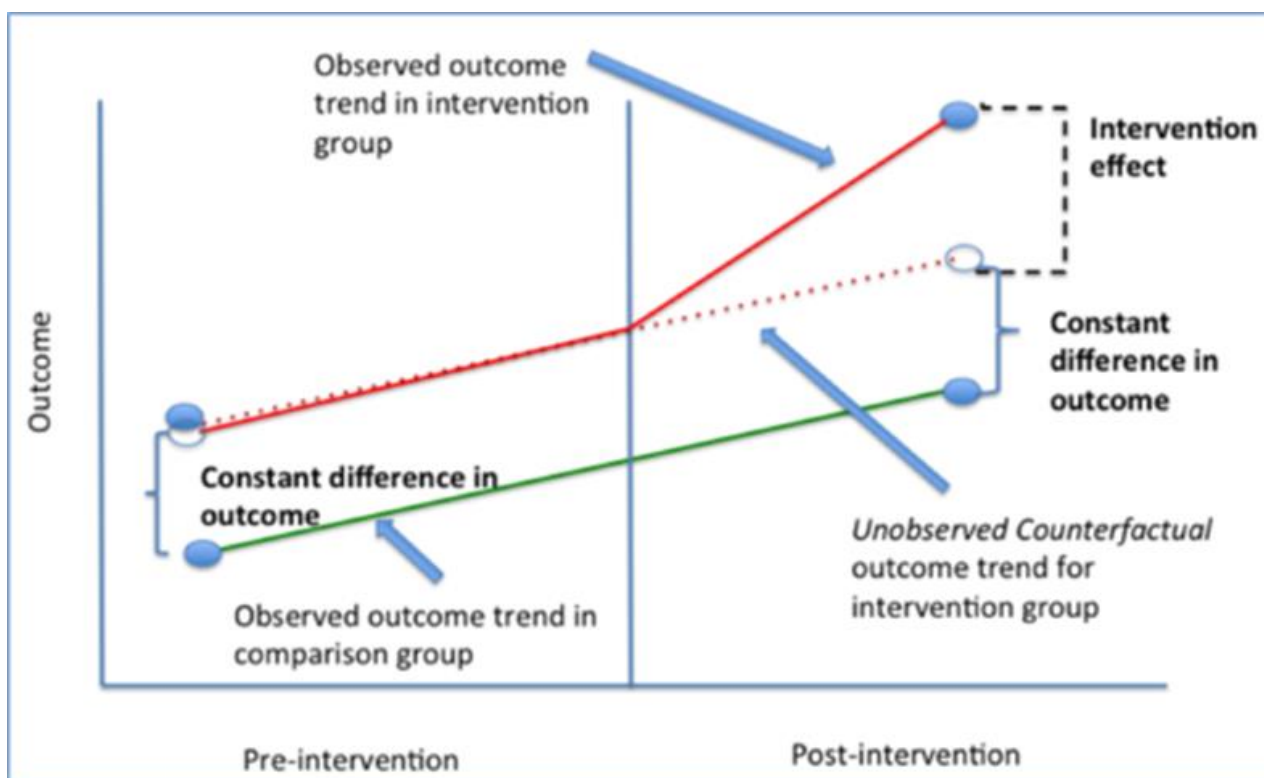 Observed outcome
trend in intervention
group
Intervention
effect
Constant
difference in
outcome
Outcome
Constant difference in
outcome
Unobserved Counterfactual
outcome trend for
intervention group
Observed outcome trend in
comparison group
Pre-intervention
Post-intervention